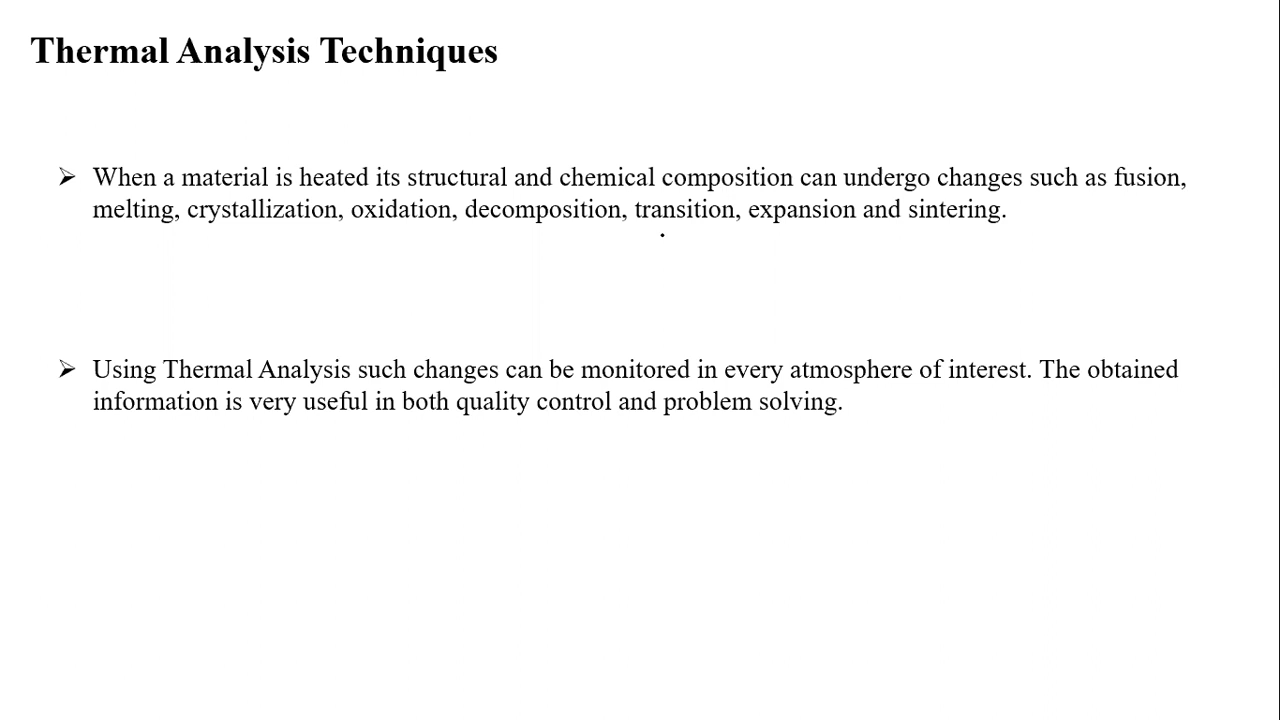 Thermal Analysis Techniques
➢ When a material is heated its structural and chemical composition can undergo changes such as fusion,
melting, crystallization, oxidation, decomposition, transition, expansion and sintering.
➢ Using Thermal Analysis such changes can be monitored in every atmosphere of interest. The obtained
information is very useful in both quality control and problem solving.